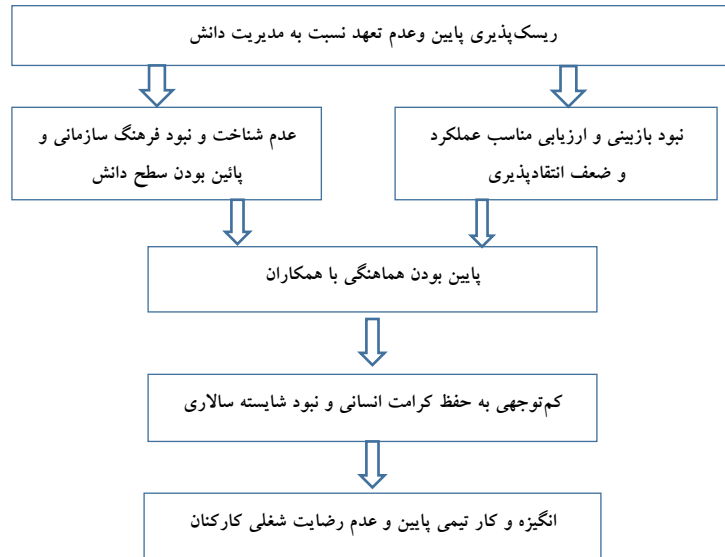 ریسک‌پذیری پایین وعدم تعهد نسبت به مدیریت دانش
نبود بازبینی و ارزیابی مناسب عملکرد
و ضعف انتقادپذیری
عدم شناخت و نبود فرهنگ سازمانی و
پائین بودن سطح دانش
پایین بودن هماهنگی با همکاران
کم‌توجهی به حفظ کرامت انسانی و نبود شایسته سالاری
انگیزه و کار تیمی پایین و عدم رضایت شغلی کارکنان